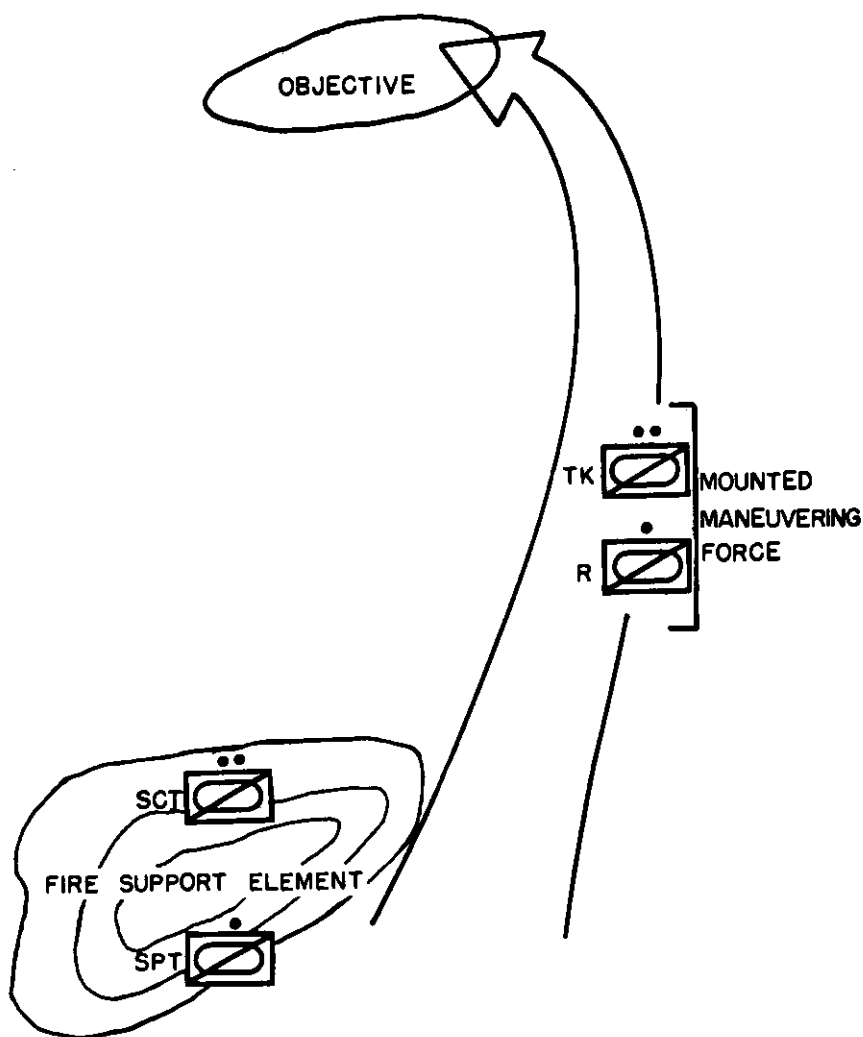 OBJECTIVE
TK
MOUNTED
MANEUVERING
FORCE
R
SCT
FIRE SUPPORT ELEMENT
SPT